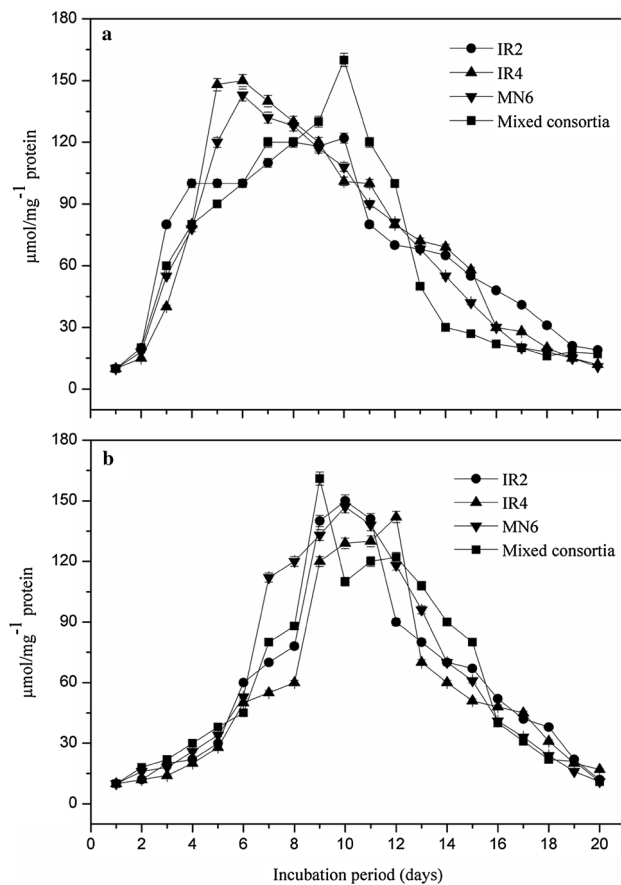 a
180
150
120
90
60
30
0
µmol/mg⁻¹ protein
IR2
IR4
MN6
Mixed consortia
b
180
150
120
90
60
30
0
µmol/mg⁻¹ protein
IR2
IR4
MN6
Mixed consortia
0 2 4 6 8 10 12 14 16 18 20
Incubation period (days)